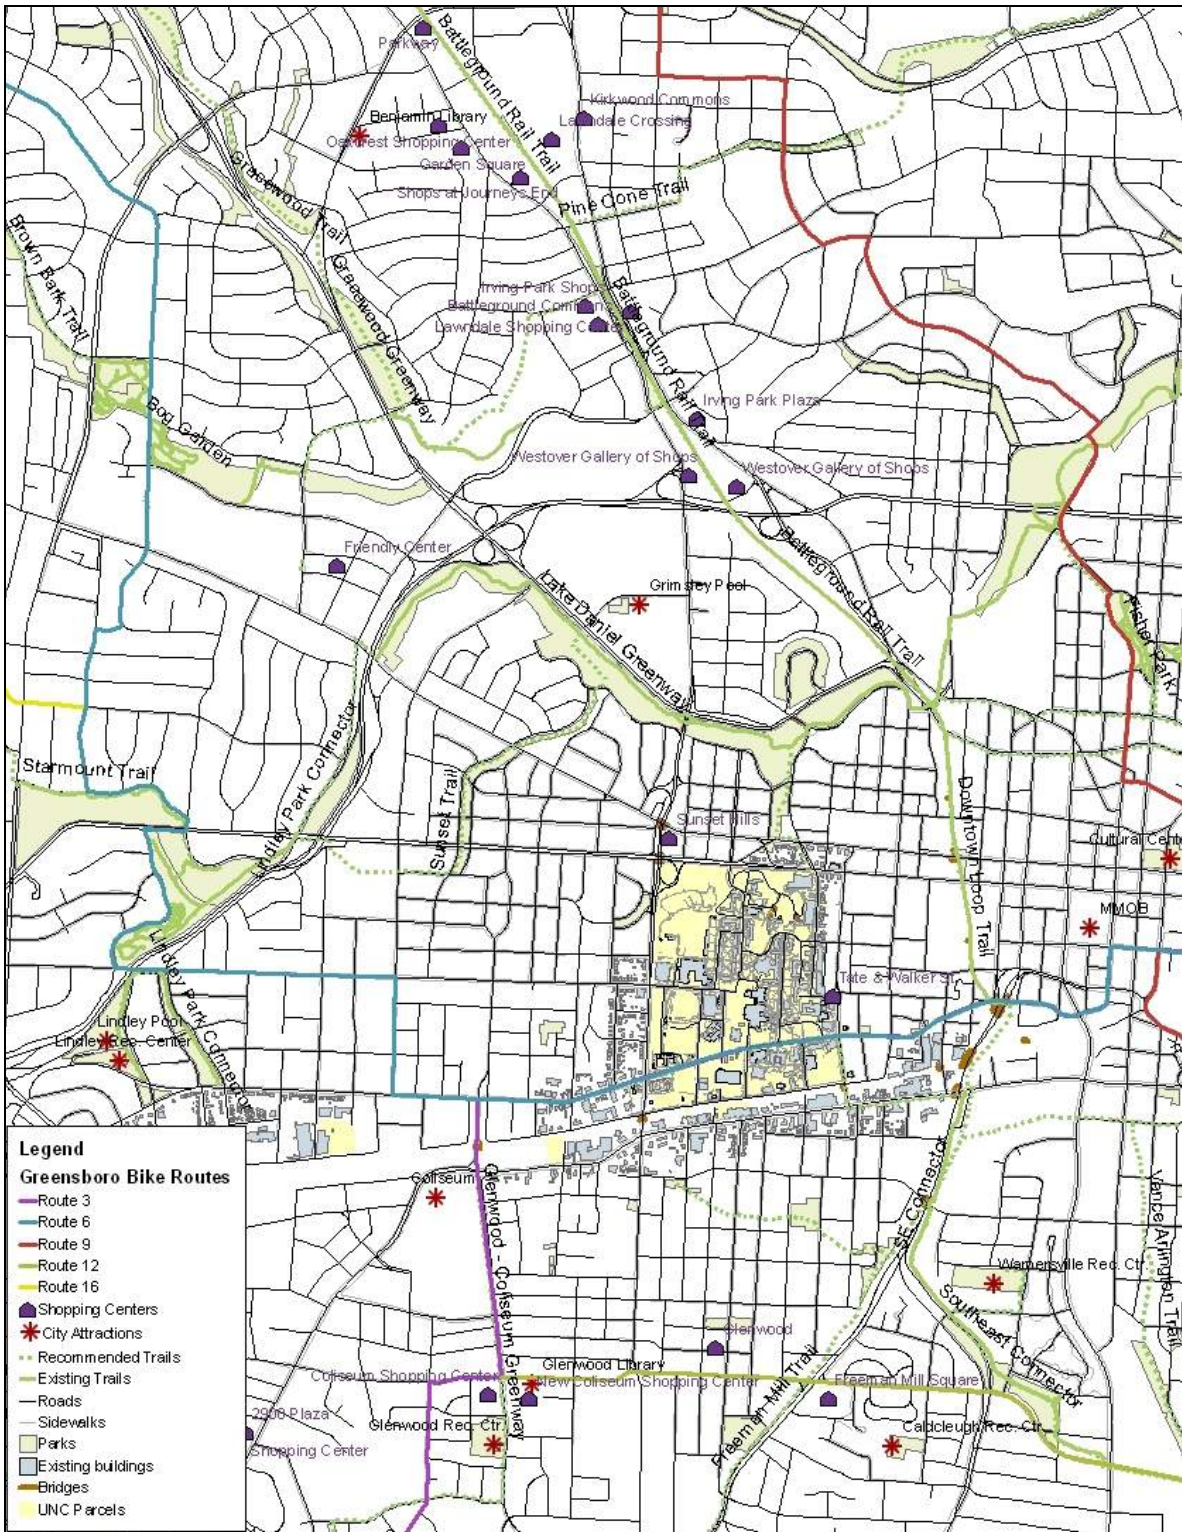 Battleground Rail Trail
Parkway
Kirkwood Commons
Benjamin Library
Lawndale Crossing
Oakcrest Shopping Center
Garden Square
Shops at Journeys End
Pine Cone Trail
Gracewood Trail
Gracewood Greenway
Brown Bark Trail
Irving Park Shop
Battleground Comm
Lawndale Shopping Center
Battleground Rail Trail
Irving Park Plaza
Bog Garden
Westover Gallery of Shops
Westover Gallery of Shops
Friendly Center
Battleground Rail Trail
Lake Daniel Greenway
Grimsley Pool
Fisher Park
Lindley Park Connector
Starmount Trail
Sunset Trail
Sunset Hills
Downtown Loop Trail
Cultural Cent
MMOB
Tate & Walker St
Lindley Park Connector
Lindley Pool
Lindley Rec. Center
Coliseum
Glenwood - Coliseum Greenway
SE Connector
Vance Arlington Trail
Warnersville Rec. Ctr.
Southeast Connector
Glenwood
Glenwood Library
Coliseum Shopping Center
New Coliseum Shopping Center
Freeman Mill Trail
Freeman Mill Square
2900 Plaza
Shopping Center
Glenwood Rec. Ctr.
Caldcleugh Rec. Ctr.
Legend
Greensboro Bike Routes
Route 3
Route 6
Route 9
Route 12
Route 16
Shopping Centers
City Attractions
Recommended Trails
Existing Trails
Roads
Sidewalks
Parks
Existing buildings
Bridges
UNC Parcels